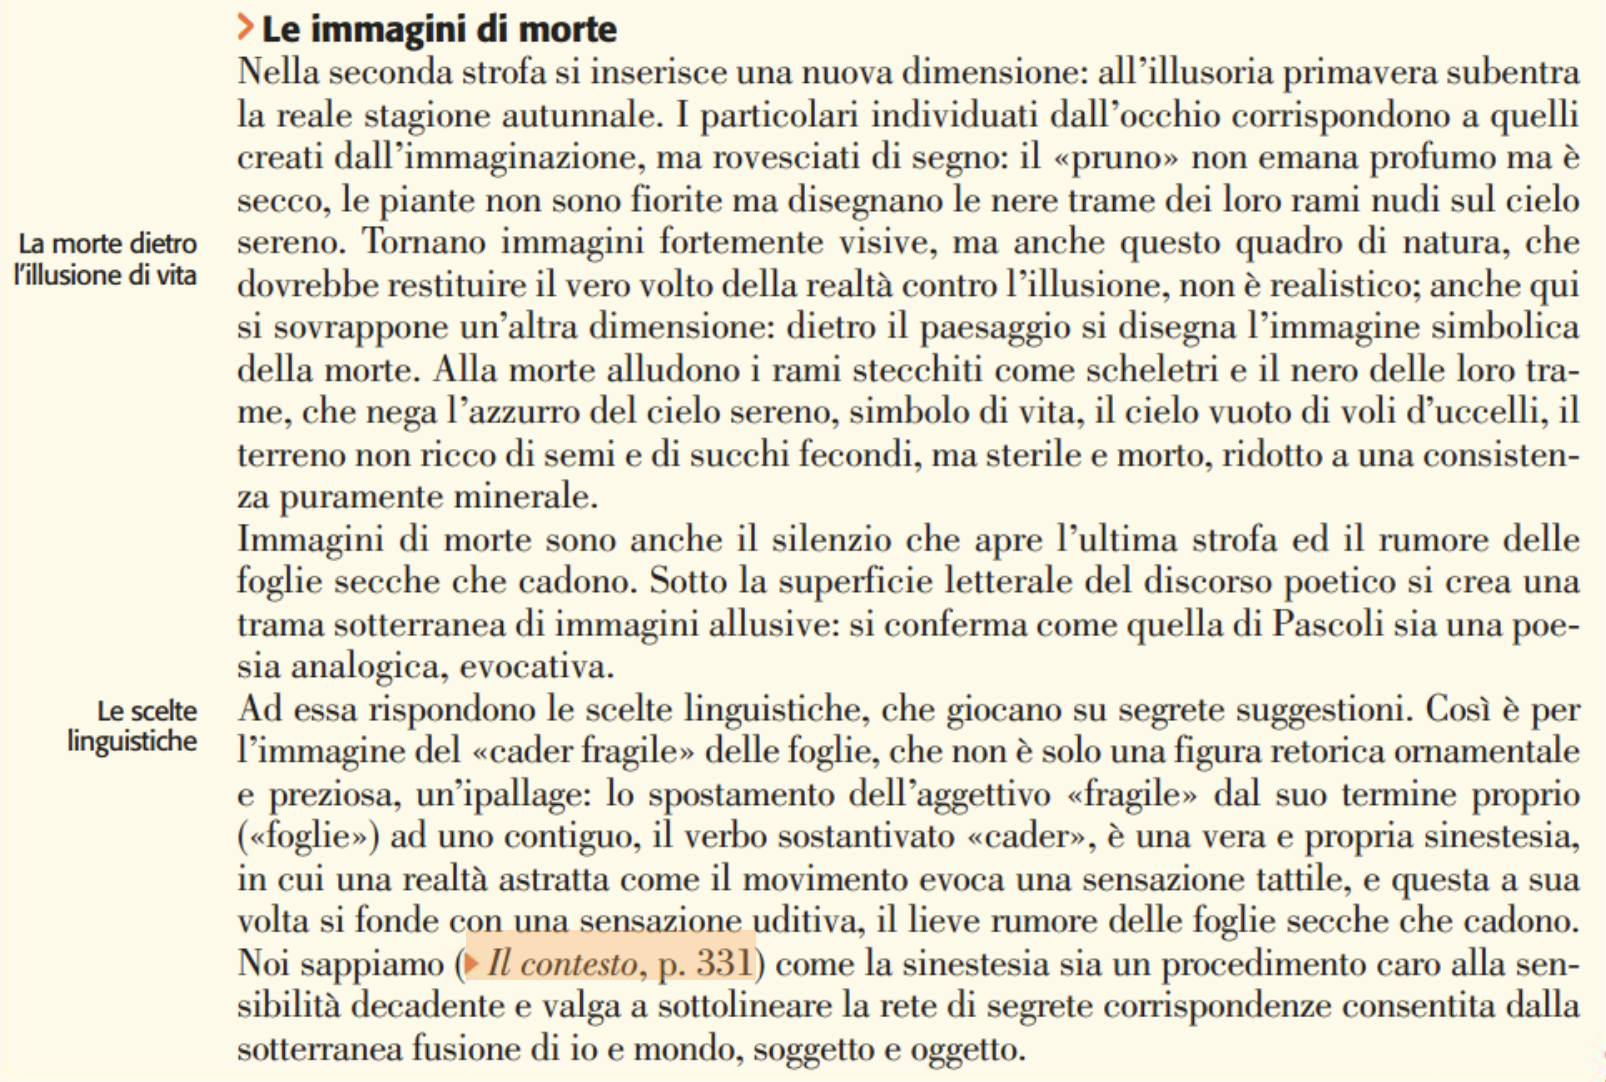 > Le immagini di morte
Nella seconda strofa si inserisce una nuova dimensione: all'illusoria primavera subentra
la reale stagione autunnale. I particolari individuati dall'occhio corrispondono a quelli
creati dall'immaginazione, ma rovesciati di segno: il «pruno» non emana profumo ma è
secco, le piante non sono fiorite ma disegnano le nere trame dei loro rami nudi sul cielo
La morte dietro
l'illusione di vita
sereno. Tornano immagini fortemente visive, ma anche questo quadro di natura, che
dovrebbe restituire il vero volto della realtà contro l'illusione, non è realistico; anche qui
si sovrappone un'altra dimensione: dietro il paesaggio si disegna l'immagine simbolica
della morte. Alla morte alludono i rami stecchiti come scheletri e il nero delle loro tra-
me, che nega l'azzurro del cielo sereno, simbolo di vita, il cielo vuoto di voli d'uccelli, il
terreno non ricco di semi e di succhi fecondi, ma sterile e morto, ridotto a una consisten-
za puramente minerale.
Immagini di morte sono anche il silenzio che apre l'ultima strofa ed il rumore delle
foglie secche che cadono. Sotto la superficie letterale del discorso poetico si crea una
trama sotterranea di immagini allusive: si conferma come quella di Pascoli sia una poe-
sia analogica, evocativa.
Le scelte
linguistiche
Ad essa rispondono le scelte linguistiche, che giocano su segrete suggestioni. Così è per
l'immagine del «cader fragile» delle foglie, che non è solo una figura retorica ornamentale
e preziosa, un'ipallage: lo spostamento dell'aggettivo «fragile» dal suo termine proprio
(«foglie») ad uno contiguo, il verbo sostantivato «cader», è una vera e propria sinestesia,
in cui una realtà astratta come il movimento evoca una sensazione tattile, e questa a sua
volta si fonde con una sensazione uditiva, il lieve rumore delle foglie secche che cadono.
Noi sappiamo (▸ Il contesto, p. 331) come la sinestesia sia un procedimento caro alla sen-
sibilità decadente e valga a sottolineare la rete di segrete corrispondenze consentita dalla
sotterranea fusione di io e mondo, soggetto e oggetto.